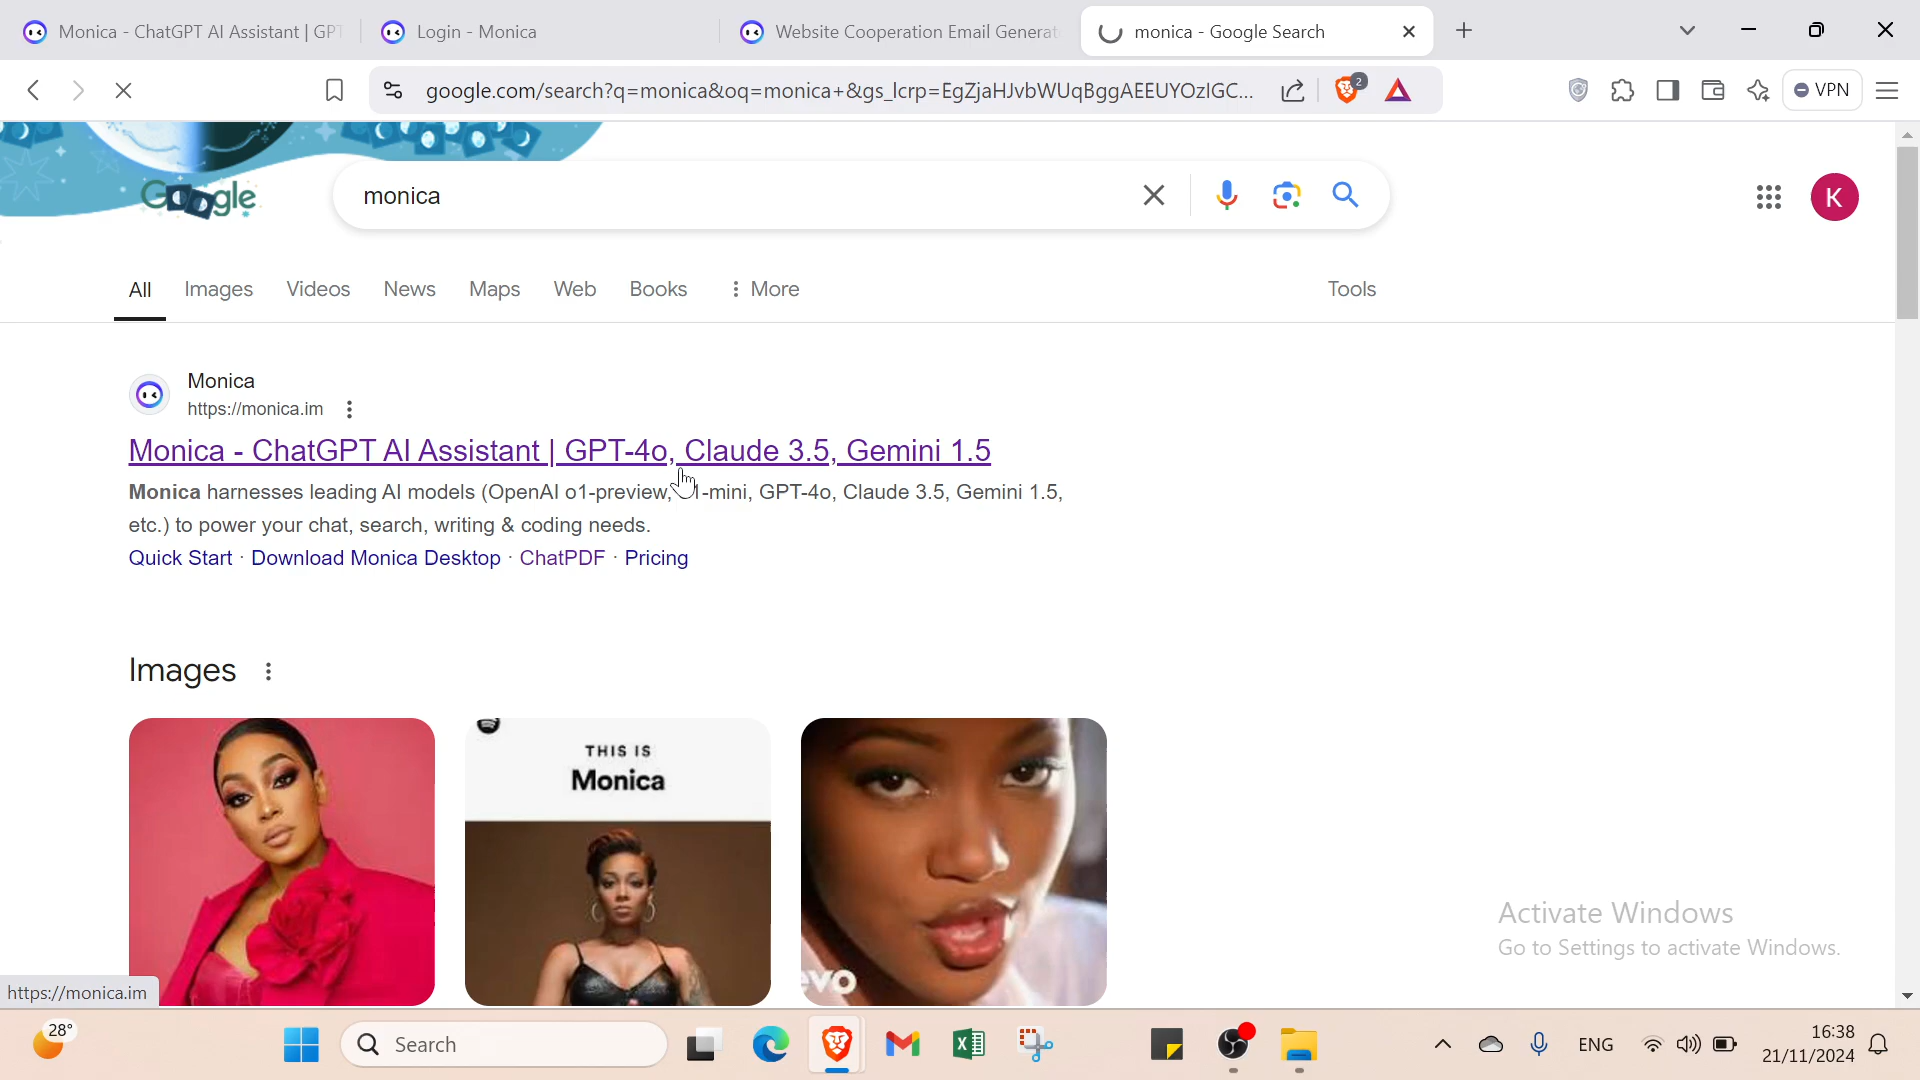 Monica - ChatGPT AI Assistant | GPT
Login - Monica
Website Cooperation Email Generat
monica - Google Search
google.com/search?q=monica&oq=monica+&gs_lcrp=EgZjaHJvbWUqBggAEEUYOzIGC...
2
VPN
Google
monica
K
All
Images
Videos
News
Maps
Web
Books
More
Tools
Monica
https://monica.im
Monica - ChatGPT AI Assistant | GPT-4o, Claude 3.5, Gemini 1.5
Monica harnesses leading AI models (OpenAI o1-preview, o1-mini, GPT-4o, Claude 3.5, Gemini 1.5,
etc.) to power your chat, search, writing & coding needs.
Quick Start · Download Monica Desktop · ChatPDF · Pricing
Images
THIS IS
Monica
evo
Activate Windows
Go to Settings to activate Windows.
https://monica.im
28°
Search
ENG
16:38
21/11/2024